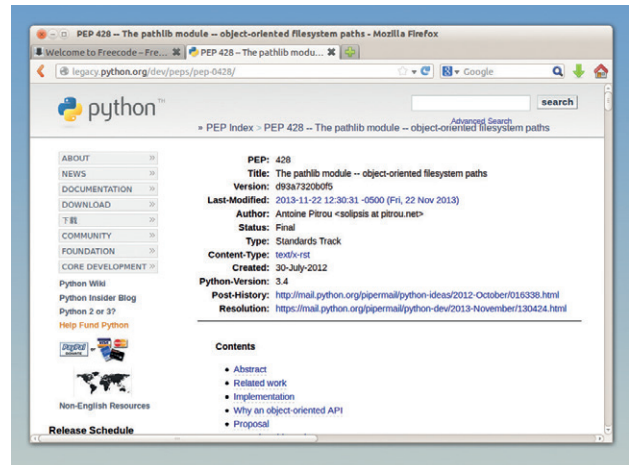 PEP 428 -- The pathlib module -- object-oriented filesystem paths - Mozilla Firefox
Welcome to Freecode – Fre...
PEP 428 -- The pathlib modu...
legacy.python.org/dev/peps/pep-0428/
Google
python™
search
Advanced Search
» PEP Index > PEP 428 -- The pathlib module -- object-oriented filesystem paths
ABOUT »
NEWS »
DOCUMENTATION »
DOWNLOAD »
下载 »
COMMUNITY »
FOUNDATION »
CORE DEVELOPMENT »
Python Wiki
Python Insider Blog
Python 2 or 3?
Help Fund Python
PayPal
Non-English Resources
Release Schedule
PEP: 428
Title: The pathlib module -- object-oriented filesystem paths
Version: d93a7320b0f5
Last-Modified: 2013-11-22 12:30:31 -0500 (Fri, 22 Nov 2013)
Author: Antoine Pitrou <solipsis at pitrou.net>
Status: Final
Type: Standards Track
Content-Type: text/x-rst
Created: 30-July-2012
Python-Version: 3.4
Post-History: http://mail.python.org/pipermail/python-ideas/2012-October/016338.html
Resolution: https://mail.python.org/pipermail/python-dev/2013-November/130424.html
Contents
• Abstract
• Related work
• Implementation
• Why an object-oriented API
• Proposal